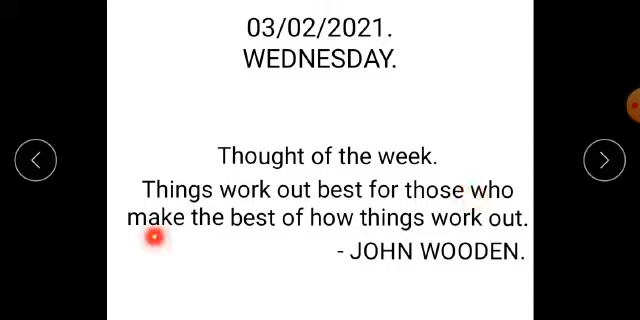 03/02/2021.
WEDNESDAY.
Thought of the week.
Things work out best for those who
make the best of how things work out.
- JOHN WOODEN.